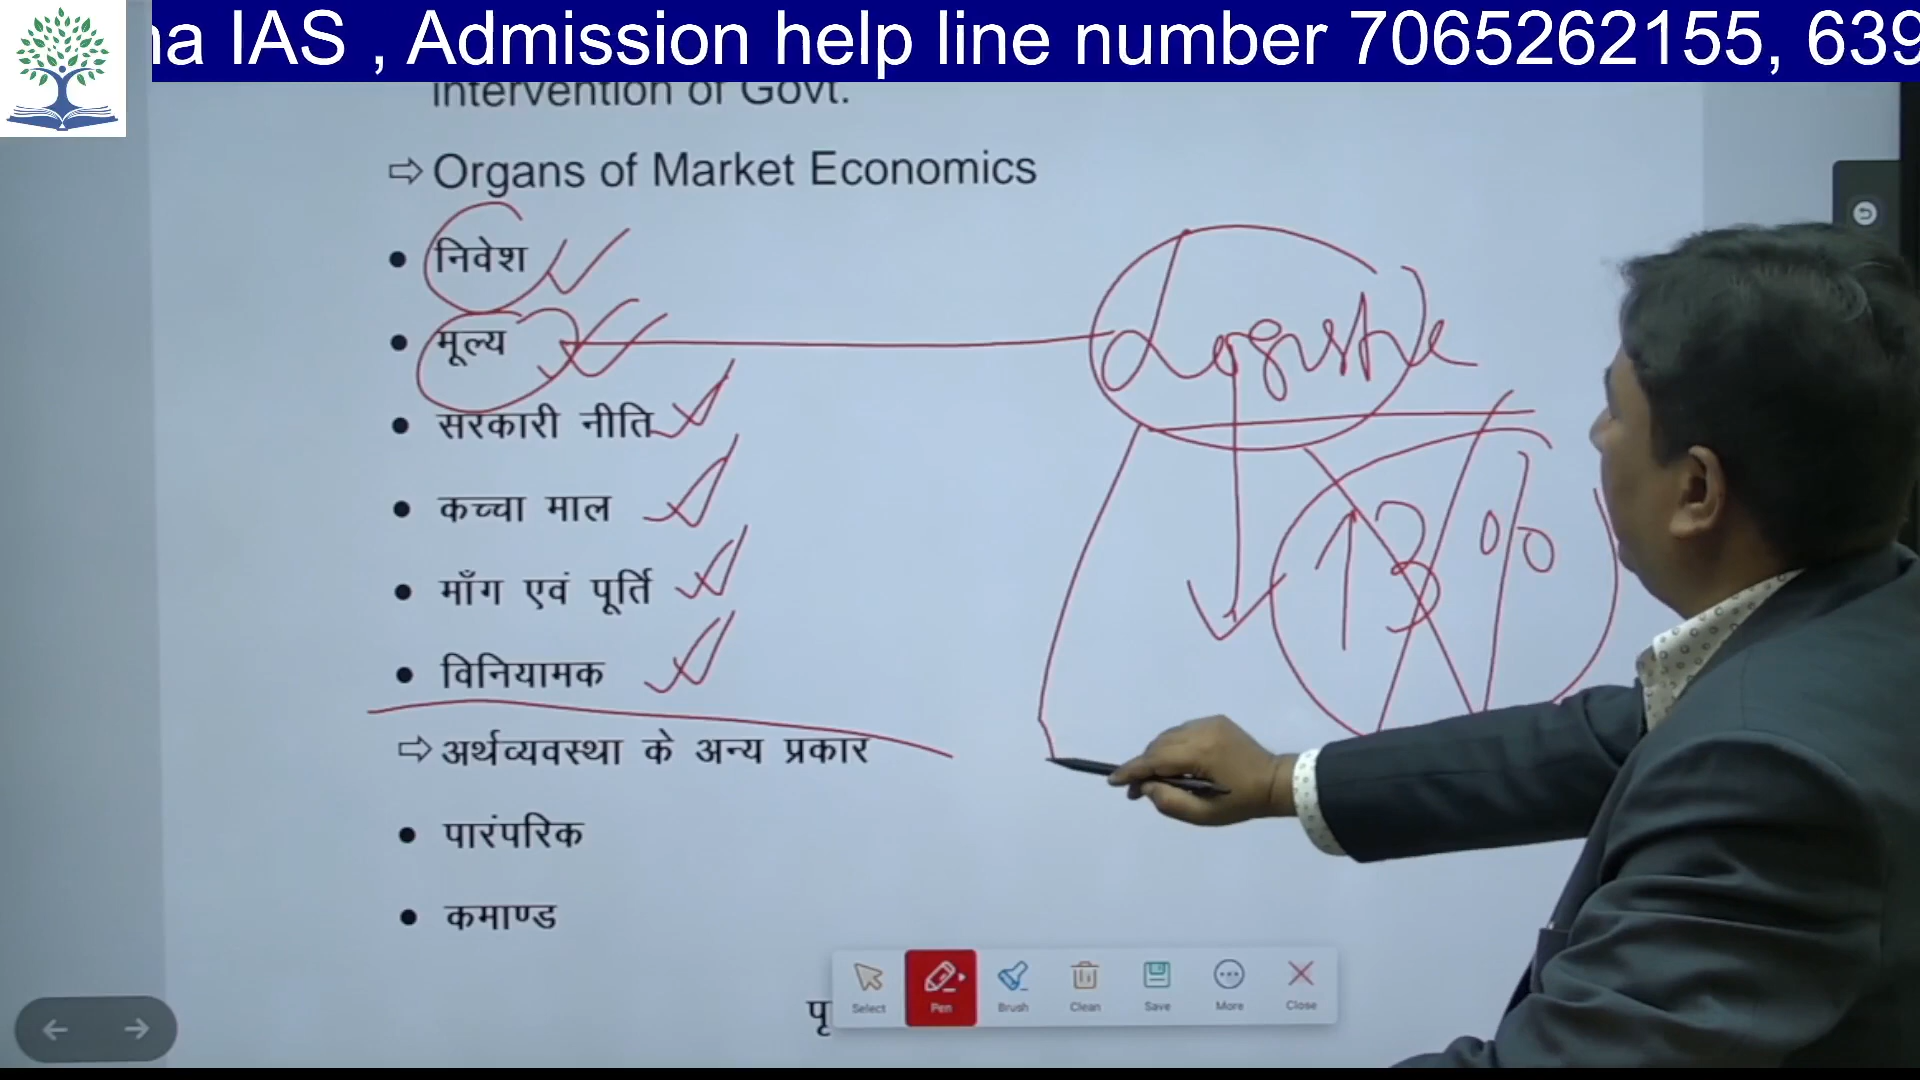 IAS , Admission help line number 7065262155, 639
Intervention of Govt.
⇨ Organs of Market Economics
• निवेश
• मूल्य
Logistic
• सरकारी नीति
• कच्चा माल
13%
• माँग एवं पूर्ति
• विनियामक
⇨ अर्थव्यवस्था के अन्य प्रकार
• पारंपरिक
• कमाण्ड
Select Pen Brush Clean Save More Close